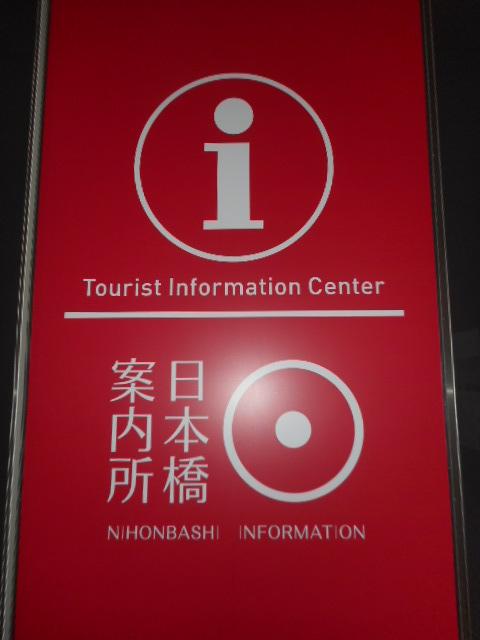 i
Tourist Information Center
日本橋
案内所
NIHONBASHI INFORMATION